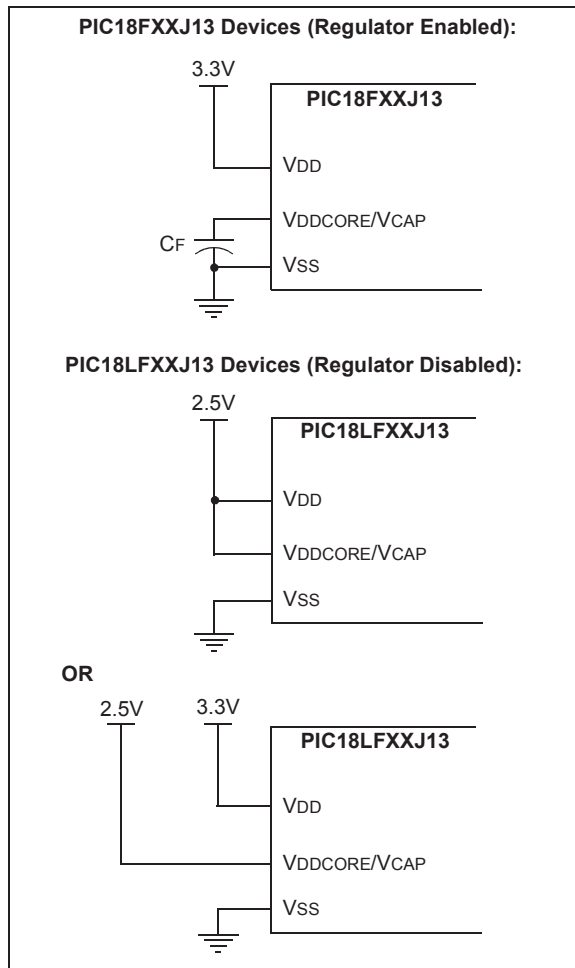 PIC18FXXJ13 Devices (Regulator Enabled):
3.3V
PIC18FXXJ13
VDD
VDDCORE/VCAP
CF
VSS
PIC18LFXXJ13 Devices (Regulator Disabled):
2.5V
PIC18LFXXJ13
VDD
VDDCORE/VCAP
VSS
OR
2.5V 3.3V
PIC18LFXXJ13
VDD
VDDCORE/VCAP
VSS